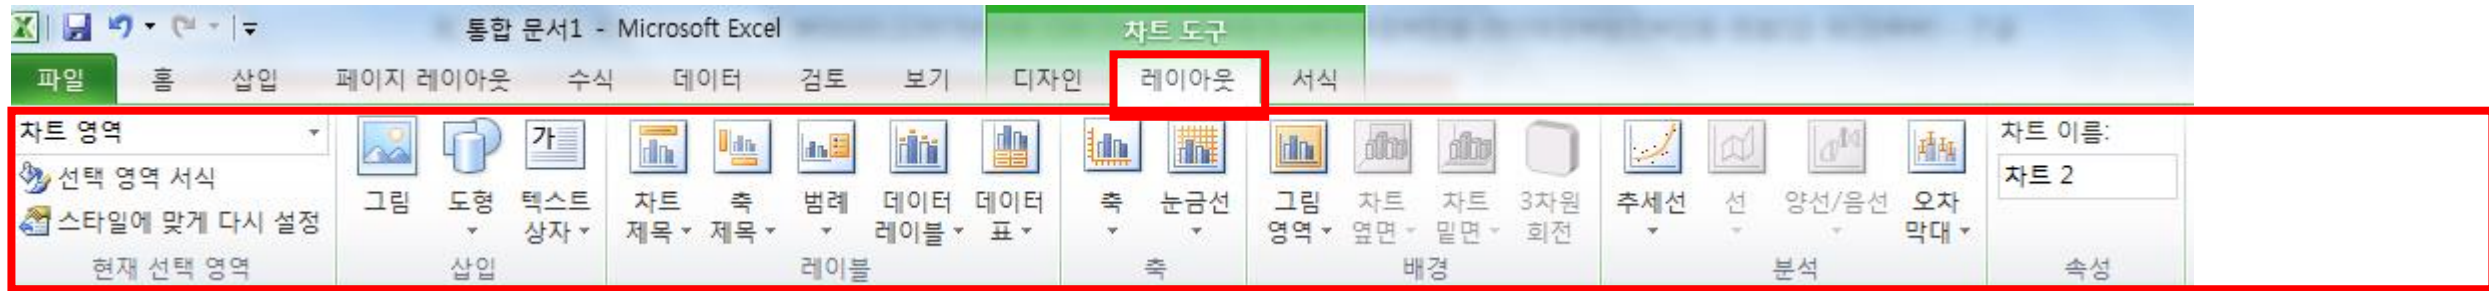 통합 문서1 - Microsoft Excel
차트 도구
파일 홈 삽입 페이지 레이아웃 수식 데이터 검토 보기 디자인 레이아웃 서식
차트 영역
선택 영역 서식
스타일에 맞게 다시 설정
현재 선택 영역
그림
도형
가
텍스트
상자
삽입
차트
제목
축
제목
범례
데이터
레이블
데이터
표
레이블
축
눈금선
축
그림
영역
차트
옆면
차트
밑면
3차원
회전
배경
추세선
선
양선/음선
오차
막대
분석
차트 이름:
차트 2
속성